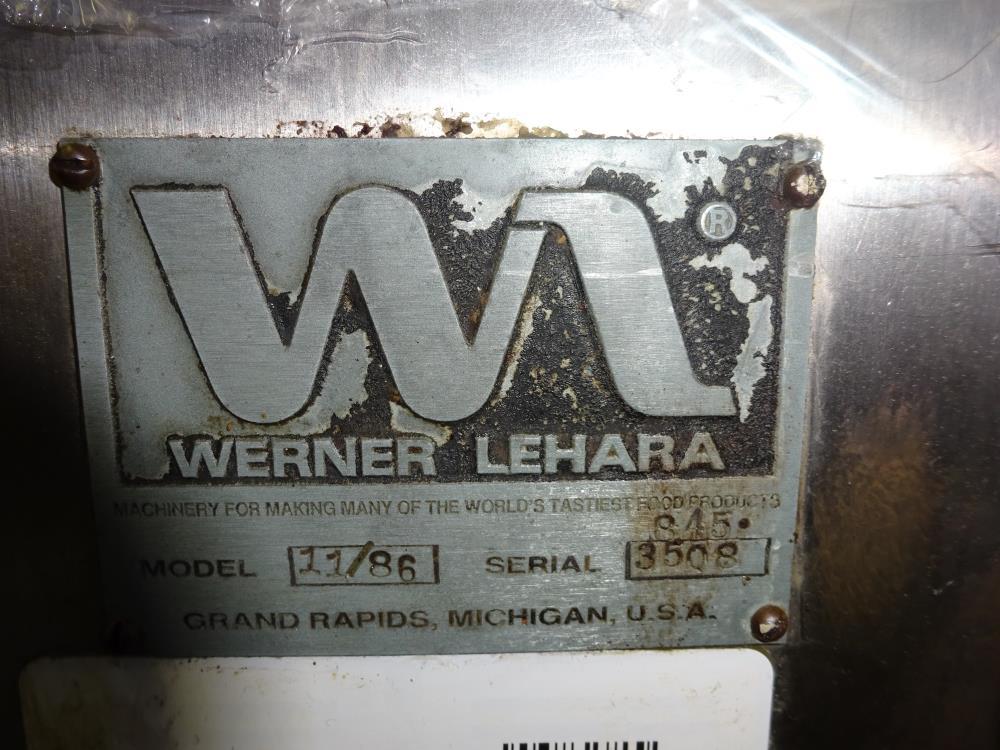 WL ®
WERNER LEHARA
MACHINERY FOR MAKING MANY OF THE WORLD'S TASTIEST FOOD PRODUCTS
845·
MODEL 11/86 SERIAL 3508
GRAND RAPIDS, MICHIGAN, U.S.A.